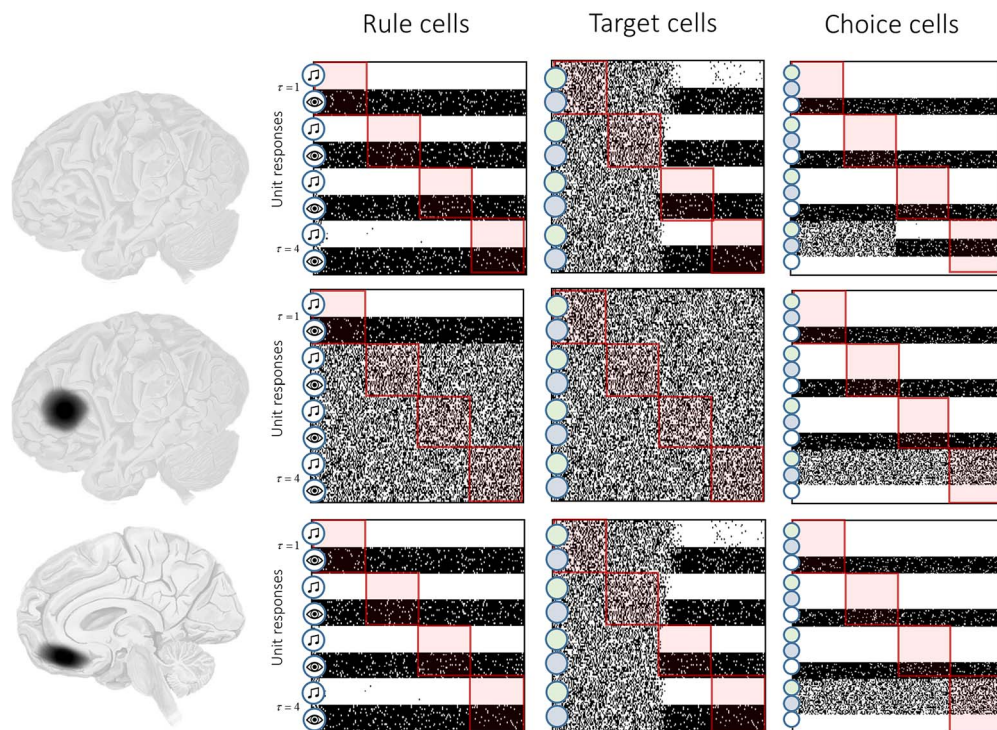 Rule cells
Target cells
Choice cells
Unit responses
τ = 1
τ = 4
Unit responses
τ = 1
τ = 4
Unit responses
τ = 1
τ = 4